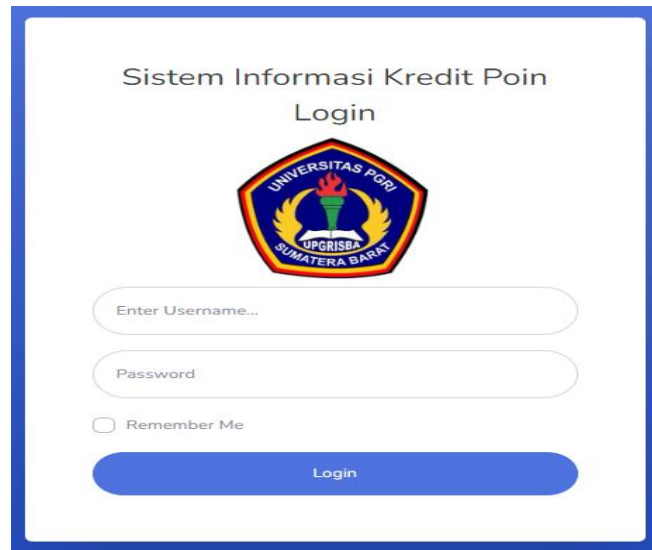 Sistem Informasi Kredit Poin
Login
UNIVERSITAS PGRI
UPGRISBA
SUMATERA BARAT
Enter Username...
Password
Remember Me
Login